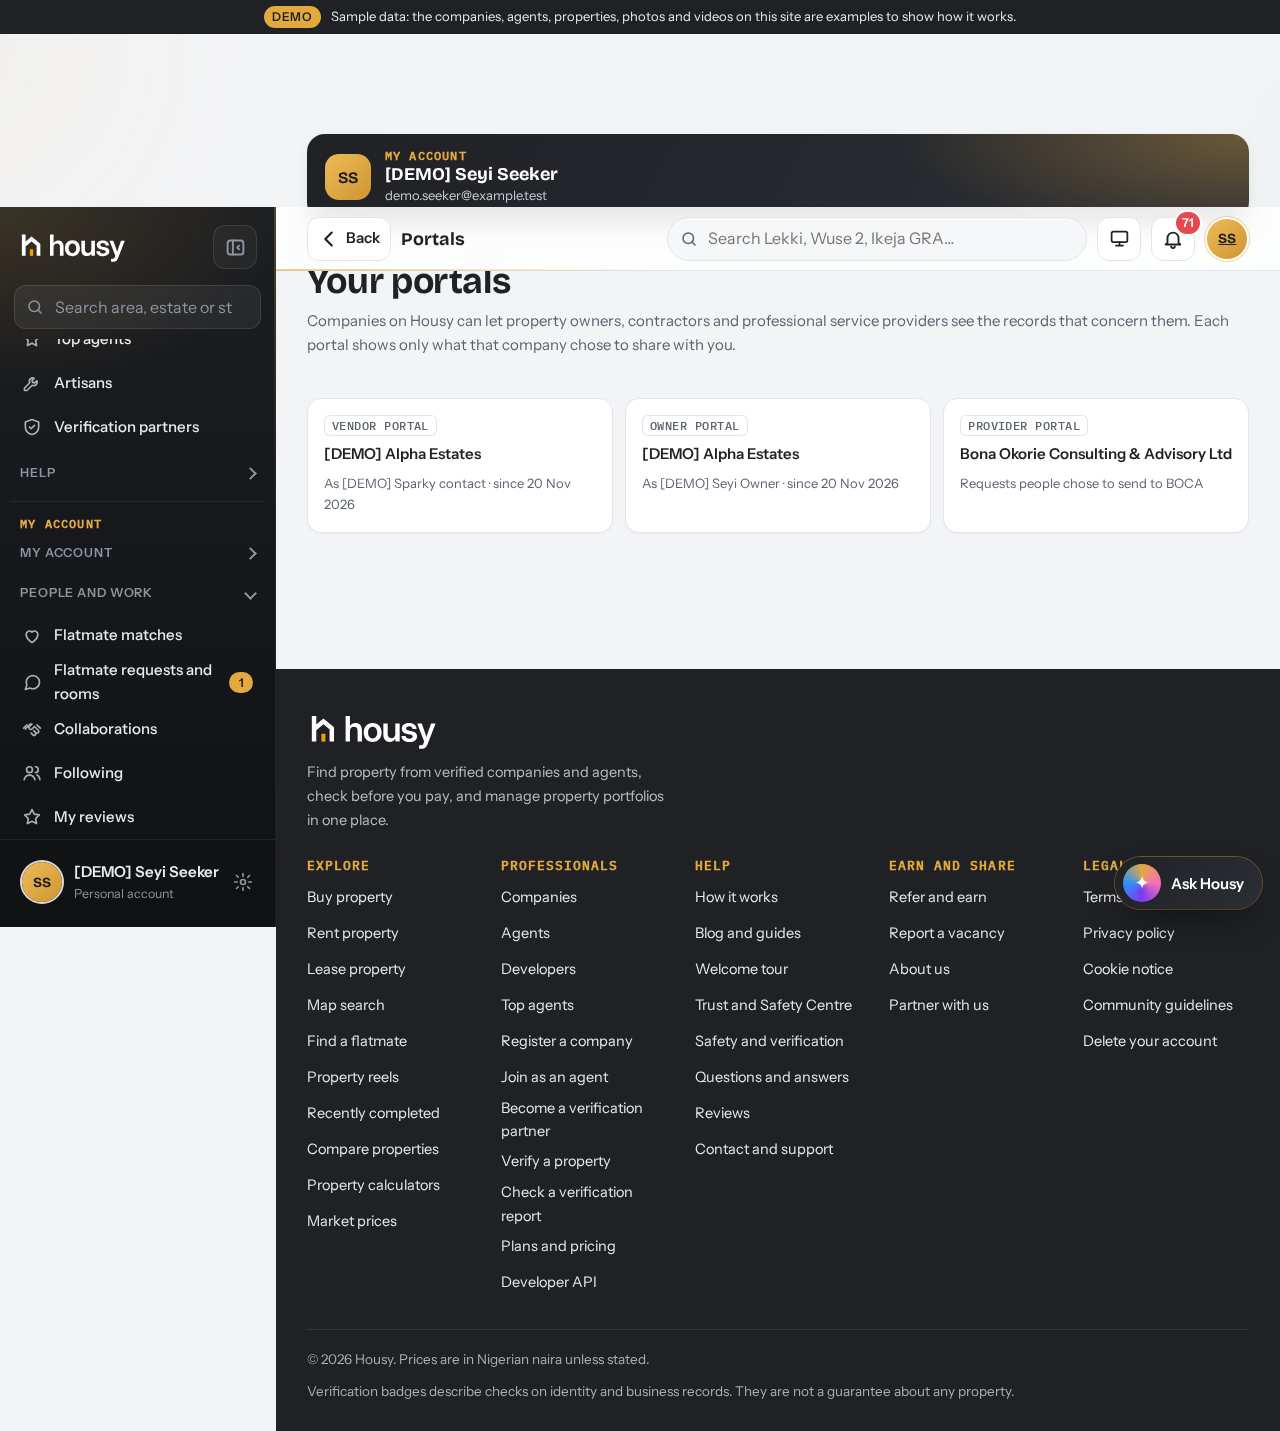 DEMO Sample data: the companies, agents, properties, photos and videos on this site are examples to show how it works.
SS
MY ACCOUNT
[DEMO] Seyi Seeker
demo.seeker@example.test
housy
Search area, estate or st
Top agents
Artisans
Verification partners
HELP
MY ACCOUNT
MY ACCOUNT
PEOPLE AND WORK
Flatmate matches
Flatmate requests and
rooms
1
Collaborations
Following
My reviews
SS
[DEMO] Seyi Seeker
Personal account
Back
Portals
Search Lekki, Wuse 2, Ikeja GRA...
71
SS
Your portals
Companies on Housy can let property owners, contractors and professional service providers see the records that concern them. Each
portal shows only what that company chose to share with you.
VENDOR PORTAL
[DEMO] Alpha Estates
As [DEMO] Sparky contact · since 20 Nov
2026
OWNER PORTAL
[DEMO] Alpha Estates
As [DEMO] Seyi Owner · since 20 Nov 2026
PROVIDER PORTAL
Bona Okorie Consulting & Advisory Ltd
Requests people chose to send to BOCA
housy
Find property from verified companies and agents,
check before you pay, and manage property portfolios
in one place.
EXPLORE
Buy property
Rent property
Lease property
Map search
Find a flatmate
Property reels
Recently completed
Compare properties
Property calculators
Market prices
PROFESSIONALS
Companies
Agents
Developers
Top agents
Register a company
Join as an agent
Become a verification
partner
Verify a property
Check a verification
report
Plans and pricing
Developer API
HELP
How it works
Blog and guides
Welcome tour
Trust and Safety Centre
Safety and verification
Questions and answers
Reviews
Contact and support
EARN AND SHARE
Refer and earn
Report a vacancy
About us
Partner with us
LEGAL
Terms
Privacy policy
Cookie notice
Community guidelines
Delete your account
Ask Housy
© 2026 Housy. Prices are in Nigerian naira unless stated.
Verification badges describe checks on identity and business records. They are not a guarantee about any property.